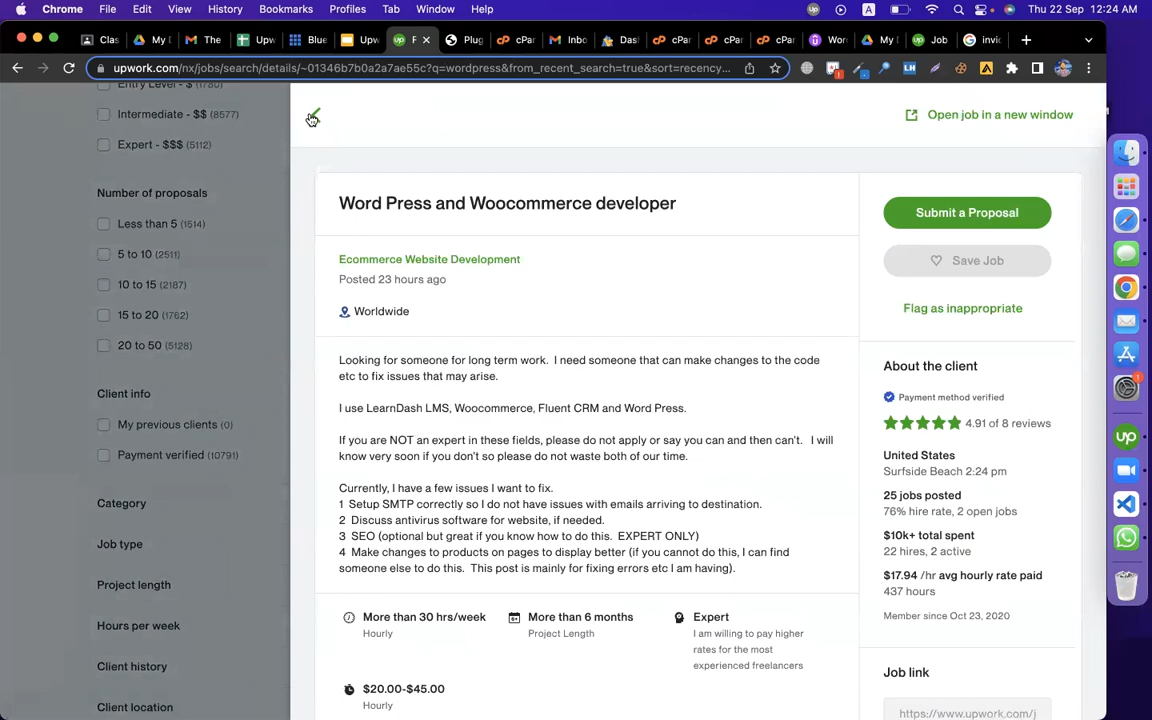 Chrome File Edit View History Bookmarks Profiles Tab Window Help A Thu 22 Sep 12:24 AM
Clas My D The Upw Blue Upw F Plug cPar Inbo Das cPar cPar cPar Wor My D Job invic
upwork.com/nx/jobs/search/details/~01346b7b0a2a7ae55c?q=wordpress&from_recent_search=true&sort=recency...
Open job in a new window
Intermediate - $$ (8577)
Expert - $$$ (5112)
Number of proposals
Less than 5 (1514)
5 to 10 (2511)
10 to 15 (2187)
15 to 20 (1762)
20 to 50 (5128)
Client info
My previous clients (0)
Payment verified (10791)
Category
Job type
Project length
Hours per week
Client history
Client location
Word Press and Woocommerce developer
Ecommerce Website Development
Posted 23 hours ago
Worldwide
Looking for someone for long term work. I need someone that can make changes to the code
etc to fix issues that may arise.
I use LearnDash LMS, Woocommerce, Fluent CRM and Word Press.
If you are NOT an expert in these fields, please do not apply or say you can and then can't. I will
know very soon if you don't so please do not waste both of our time.
Currently, I have a few issues I want to fix.
1 Setup SMTP correctly so I do not have issues with emails arriving to destination.
2 Discuss antivirus software for website, if needed.
3 SEO (optional but great if you know how to do this. EXPERT ONLY)
4 Make changes to products on pages to display better (if you cannot do this, I can find
someone else to do this. This post is mainly for fixing errors etc I am having).
More than 30 hrs/week
Hourly
More than 6 months
Project Length
Expert
I am willing to pay higher
rates for the most
experienced freelancers
$20.00-$45.00
Hourly
Submit a Proposal
Save Job
Flag as inappropriate
About the client
Payment method verified
4.91 of 8 reviews
United States
Surfside Beach 2:24 pm
25 jobs posted
76% hire rate, 2 open jobs
$10k+ total spent
22 hires, 2 active
$17.94 /hr avg hourly rate paid
437 hours
Member since Oct 23, 2020
Job link
https://www.upwork.com/j